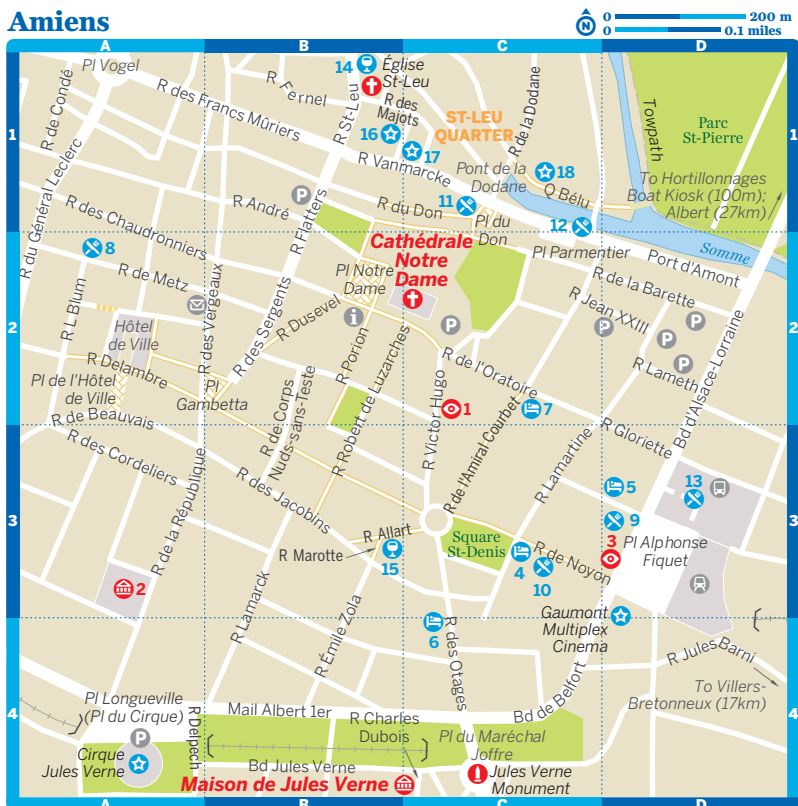 Amiens
N
0 200 m
0 0.1 miles
A
B
C
D
1
2
3
4
1
2
3
4
A
B
C
D
Pl Vogel
R de Condé
R des Francs Mûriers
R Fernel
R St-Leu
14
Église
St-Leu
R des
Majots
16
17
ST-LEU
QUARTER
R de la Dodane
Pont de la
Dodane
18
Q Bélu
Towpath
Parc
St-Pierre
To Hortillonnages
Boat Kiosk (100m);
Albert (27km)
R du Général Leclerc
R des Chaudronniers
R André
P
R Flatters
R Vanmarcke
R du Don
11
Pl du
Don
12
Somme
8
R de Metz
R L Blum
R des Vergeaux
R des Sergents
Cathédrale
Notre
Dame
Pl Notre
Dame
Pl Parmentier
Port d'Amont
R de la Barette
R Jean XXIII
P
P
P
P
P
R Lameth
Bd d'Alsace-Lorraine
R Dusevel
i
R Porion
R Robert de Luzarches
R Victor Hugo
R de l'Oratoire
Hôtel
de Ville
R Delambre
Pl de l'Hôtel
de Ville
Pl
Gambetta
R de Beauvais
R des Cordeliers
R de Corps
Nuds-sans-Teste
1
7
R de l'Amiral Courbet
R Lamartine
R Gloriette
R de la République
R des Jacobins
R Allart
R Marotte
15
Square
St-Denis
4
10
R de Noyon
5
9
3
13
Pl Alphonse
Fiquet
2
R Lamarck
R Émile Zola
6
R des Otages
Gaumont
Multiplex
Cinema
R Jules Barni
To Villers-
Bretonneux (17km)
Pl Longueville
(Pl du Cirque)
P
R Delpech
Mail Albert 1er
R Charles
Dubois
Bd de Belfort
Pl du Maréchal
Joffre
Cirque
Jules Verne
Bd Jules Verne
Maison de Jules Verne
Jules Verne
Monument